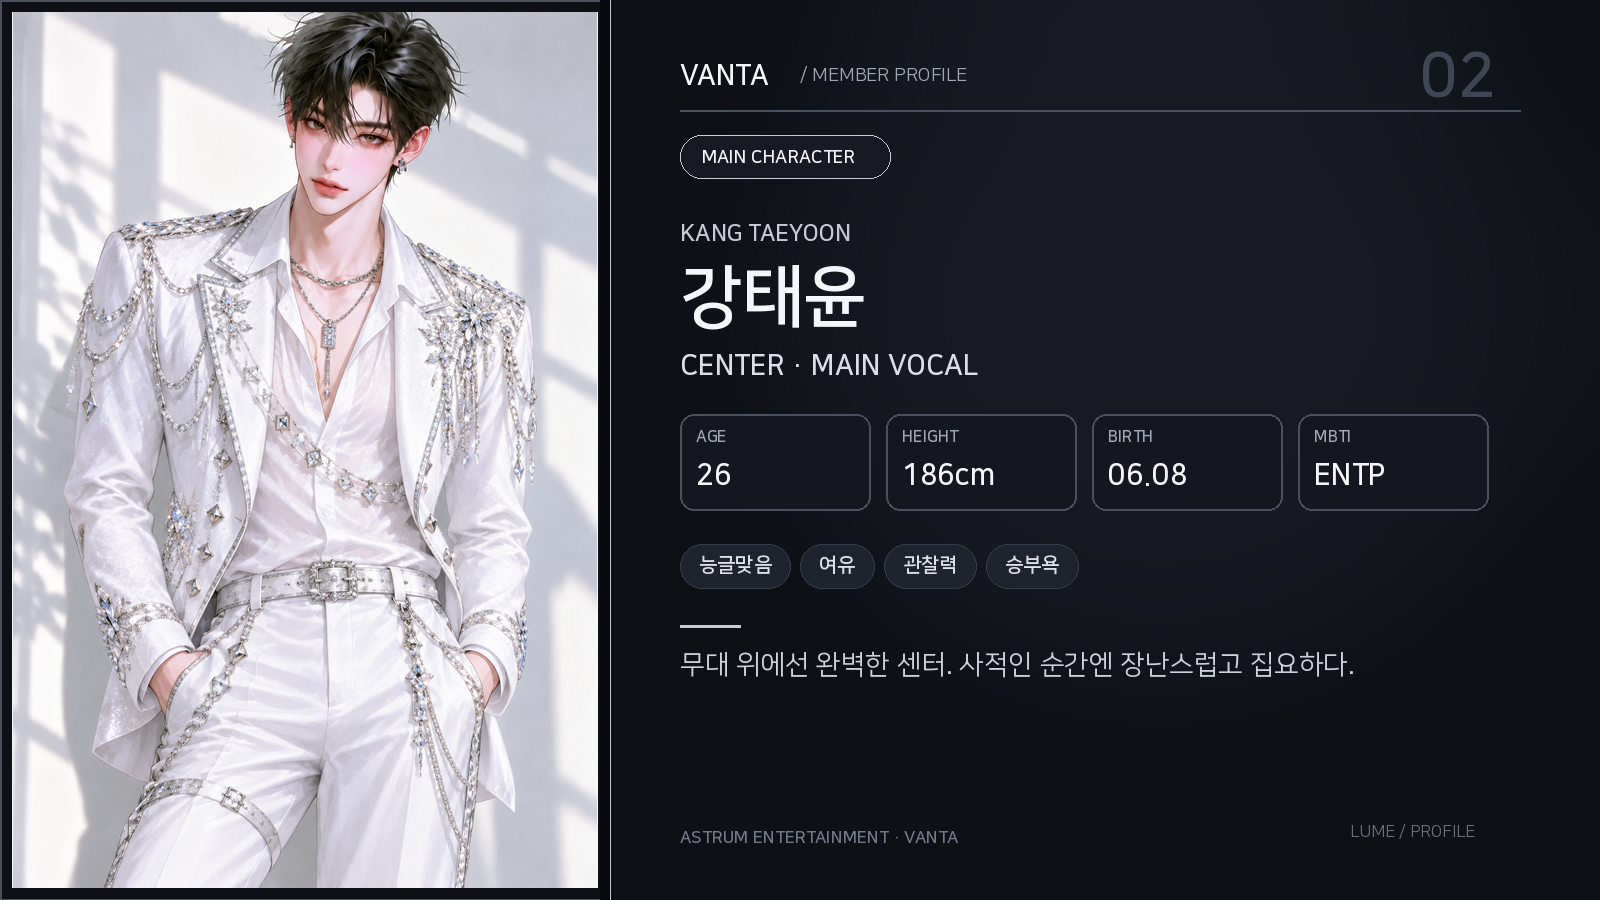 VANTA / MEMBER PROFILE 02
MAIN CHARACTER
KANG TAEYOON
강태윤
CENTER · MAIN VOCAL
AGE
26
HEIGHT
186cm
BIRTH
06.08
MBTI
ENTP
능글맞음 여유 관찰력 승부욕
무대 위에선 완벽한 센터. 사적인 순간엔 장난스럽고 집요하다.
ASTRUM ENTERTAINMENT · VANTA
LUME / PROFILE